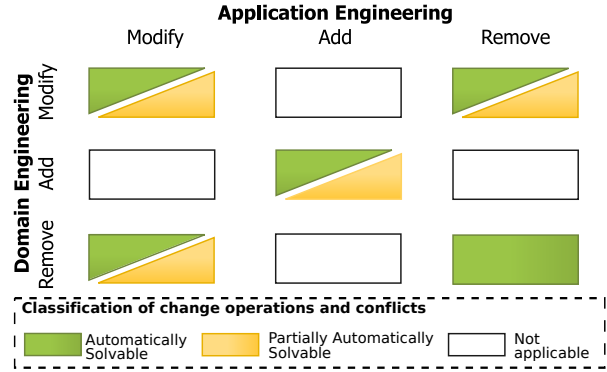 Application Engineering
Modify Add Remove
Domain Engineering
Modify
Add
Remove
Classification of change operations and conflicts
Automatically
Solvable
Partially Automatically
Solvable
Not
applicable